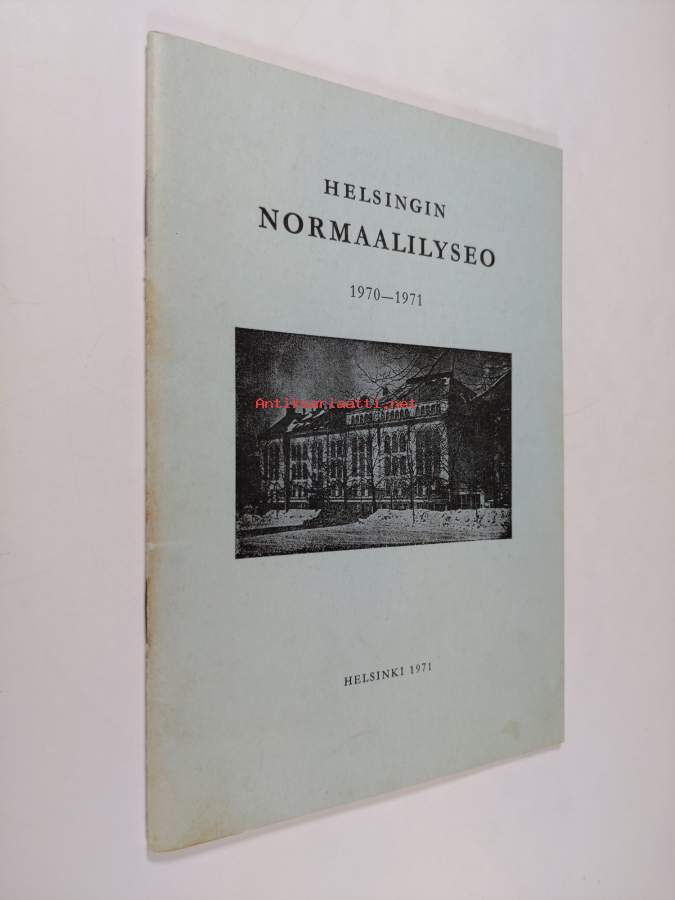 HELSINGIN
NORMAALILYSEO
1970—1971
Antikvariaatti.net
HELSINKI 1971